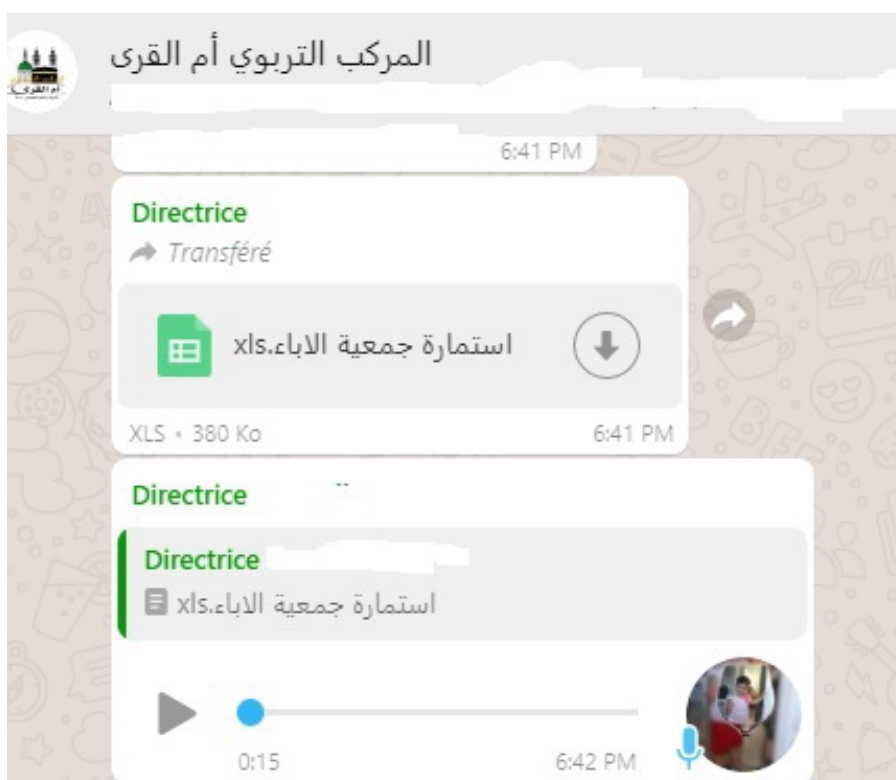 المركب التربوي أم القرى
6:41 PM
Directrice
Transféré
استمارة جمعية الاباء.xls
XLS • 380 Ko
6:41 PM
Directrice
Directrice
استمارة جمعية الاباء.xls
0:15
6:42 PM